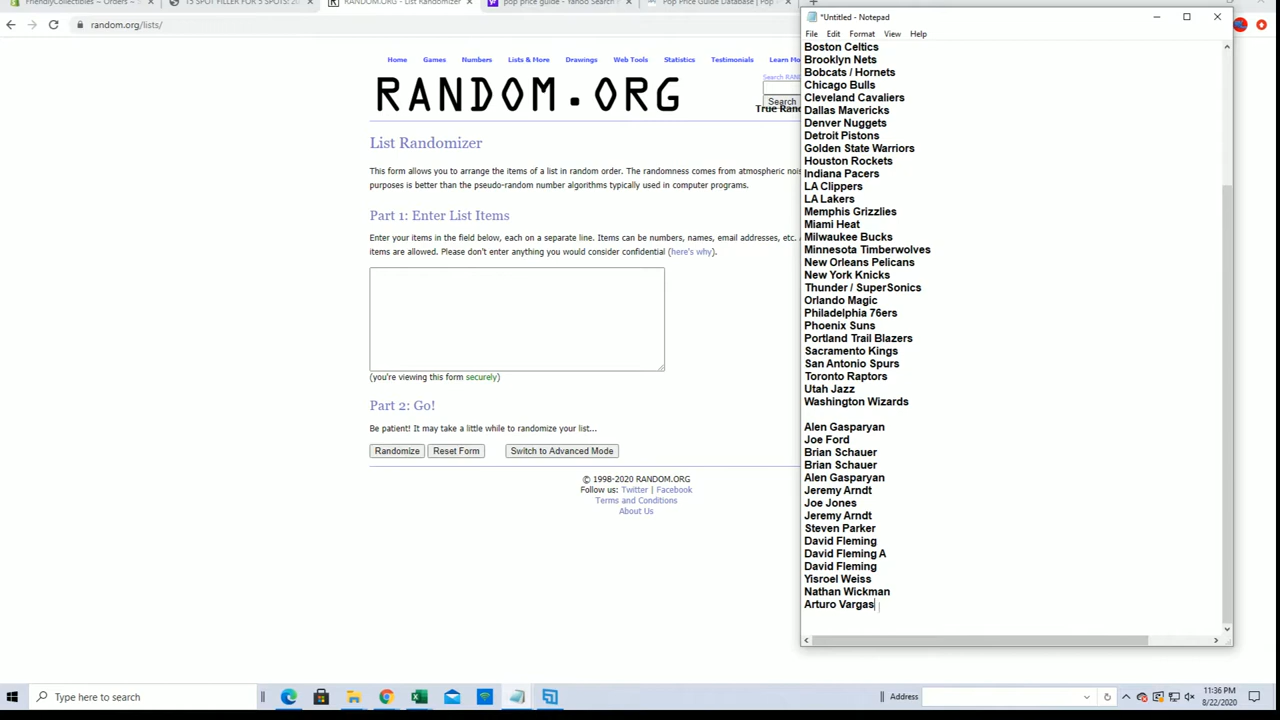 FriendlyCollectibles ~ Orders
15 SPOT FILLER FOR 5 SPOTS: 2
RANDOM.ORG - List Randomizer
pop price guide - Yahoo Search
Pop Price Guide Database | Pop
random.org/lists/
Home Games Numbers Lists & More Drawings Web Tools Statistics Testimonials Learn Mo
RANDOM.ORG
Search RAN
Search
True Rand
List Randomizer
This form allows you to arrange the items of a list in random order. The randomness comes from atmospheric noi
purposes is better than the pseudo-random number algorithms typically used in computer programs.
Part 1: Enter List Items
Enter your items in the field below, each on a separate line. Items can be numbers, names, email addresses, etc.
items are allowed. Please don't enter anything you would consider confidential (here's why).
(you're viewing this form securely)
Part 2: Go!
Be patient! It may take a little while to randomize your list...
Randomize Reset Form Switch to Advanced Mode
© 1998-2020 RANDOM.ORG
Follow us: Twitter | Facebook
Terms and Conditions
About Us
*Untitled - Notepad
File Edit Format View Help
Boston Celtics
Brooklyn Nets
Bobcats / Hornets
Chicago Bulls
Cleveland Cavaliers
Dallas Mavericks
Denver Nuggets
Detroit Pistons
Golden State Warriors
Houston Rockets
Indiana Pacers
LA Clippers
LA Lakers
Memphis Grizzlies
Miami Heat
Milwaukee Bucks
Minnesota Timberwolves
New Orleans Pelicans
New York Knicks
Thunder / SuperSonics
Orlando Magic
Philadelphia 76ers
Phoenix Suns
Portland Trail Blazers
Sacramento Kings
San Antonio Spurs
Toronto Raptors
Utah Jazz
Washington Wizards
Alen Gasparyan
Joe Ford
Brian Schauer
Brian Schauer
Alen Gasparyan
Jeremy Arndt
Joe Jones
Jeremy Arndt
Steven Parker
David Fleming
David Fleming A
David Fleming
Yisroel Weiss
Nathan Wickman
Arturo Vargas
Type here to search
Address
11:36 PM
8/22/2020